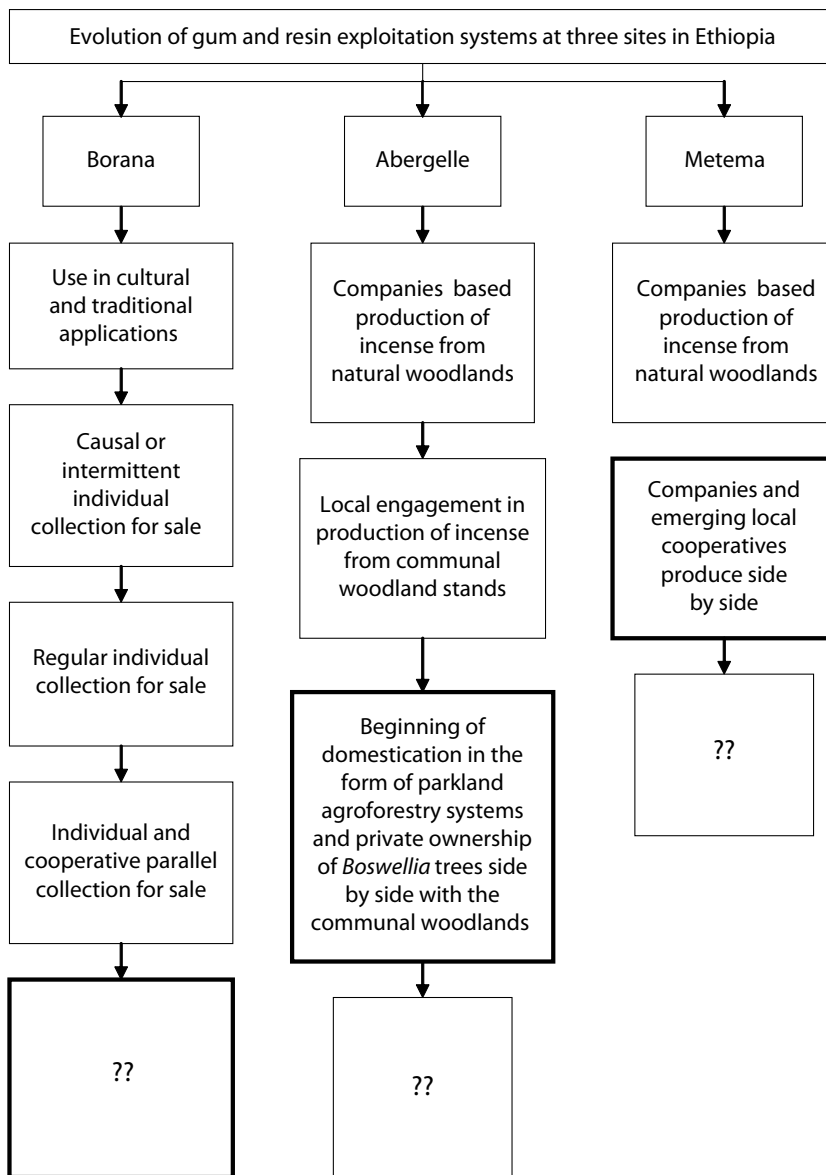 Evolution of gum and resin exploitation systems at three sites in Ethiopia
Borana
Use in cultural
and traditional
applications
Causal or
intermittent
individual
collection for sale
Regular individual
collection for sale
Individual and
cooperative parallel
collection for sale
??
Abergelle
Companies based
production of
incense from
natural woodlands
Local engagement in
production of incense
from communal
woodland stands
Beginning of
domestication in the
form of parkland
agroforestry systems
and private ownership
of Boswellia trees side
by side with the
communal woodlands
??
Metema
Companies based
production of
incense from
natural woodlands
Companies and
emerging local
cooperatives
produce side
by side
??